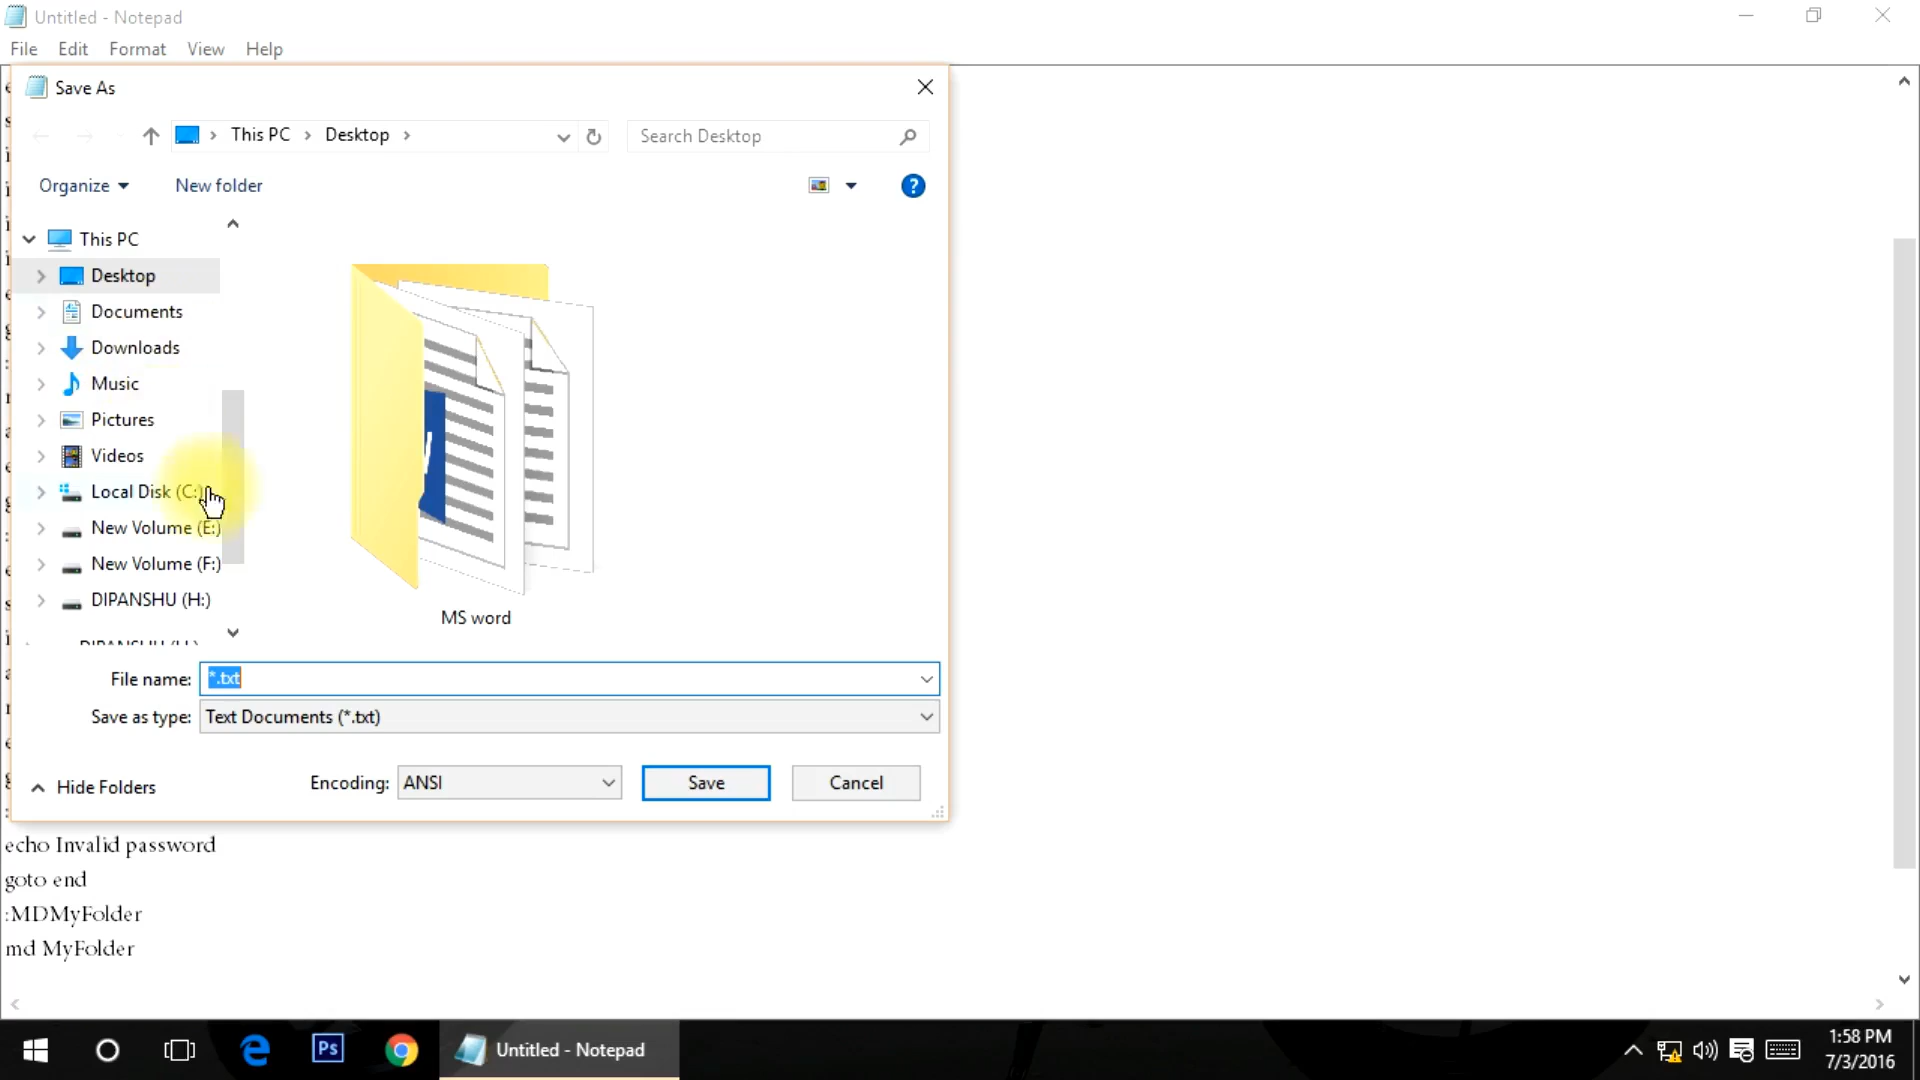 Untitled - Notepad
File Edit Format View Help
Save As
This PC > Desktop >
Search Desktop
Organize New folder
?
This PC
Desktop
Documents
Downloads
Music
Pictures
Videos
Local Disk (C:)
New Volume (E:)
New Volume (F:)
DIPANSHU (H:)
MS word
File name: *.txt
Save as type: Text Documents (*.txt)
Hide Folders
Encoding: ANSI
Save Cancel
echo Invalid password
goto end
:MDMyFolder
md MyFolder
Ps
Untitled - Notepad
1:58 PM
7/3/2016